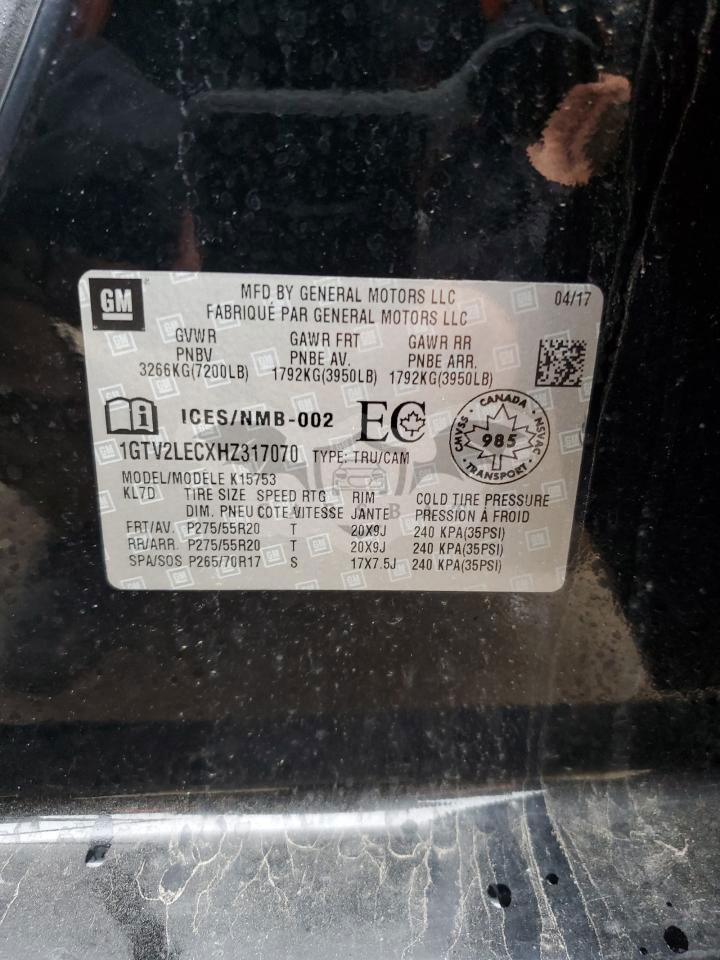 GM
MFD BY GENERAL MOTORS LLC 04/17
FABRIQUÉ PAR GENERAL MOTORS LLC
GVWR GAWR FRT GAWR RR
PNBV PNBE AV. PNBE ARR.
3266KG(7200LB) 1792KG(3950LB) 1792KG(3950LB)
i ICES/NMB-002 EC
CANADA
CMVSS 985 NSVAC
TRANSPORT
1GTV2LECXHZ317070 TYPE: TRU/CAM
MODEL/MODELE K15753
KL7D TIRE SIZE SPEED RTG RIM COLD TIRE PRESSURE
DIM. PNEU COTE VITESSE JANTE PRESSION À FROID
FRT/AV. P275/55R20 T 20X9J 240 KPA(35PSI)
RR/ARR. P275/55R20 T 20X9J 240 KPA(35PSI)
SPA/SOS P265/70R17 S 17X7.5J 240 KPA(35PSI)